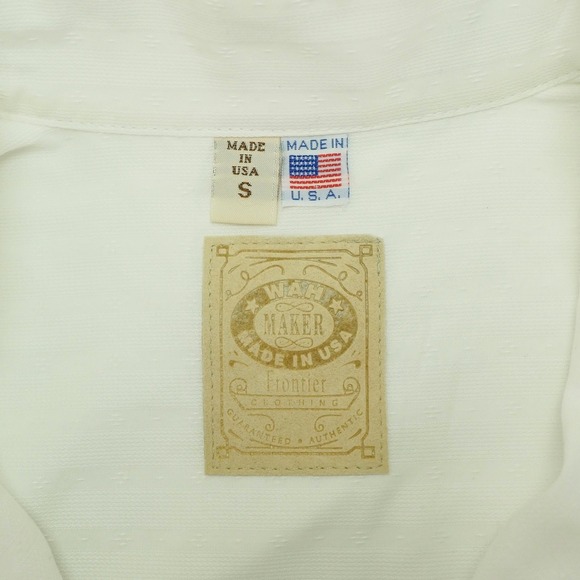 MADE
IN
USA
S
MADE IN
U.S.A.
WAH
MAKER
MADE IN USA
Frontier
CLOTHING
GUARANTEED • AUTHENTIC